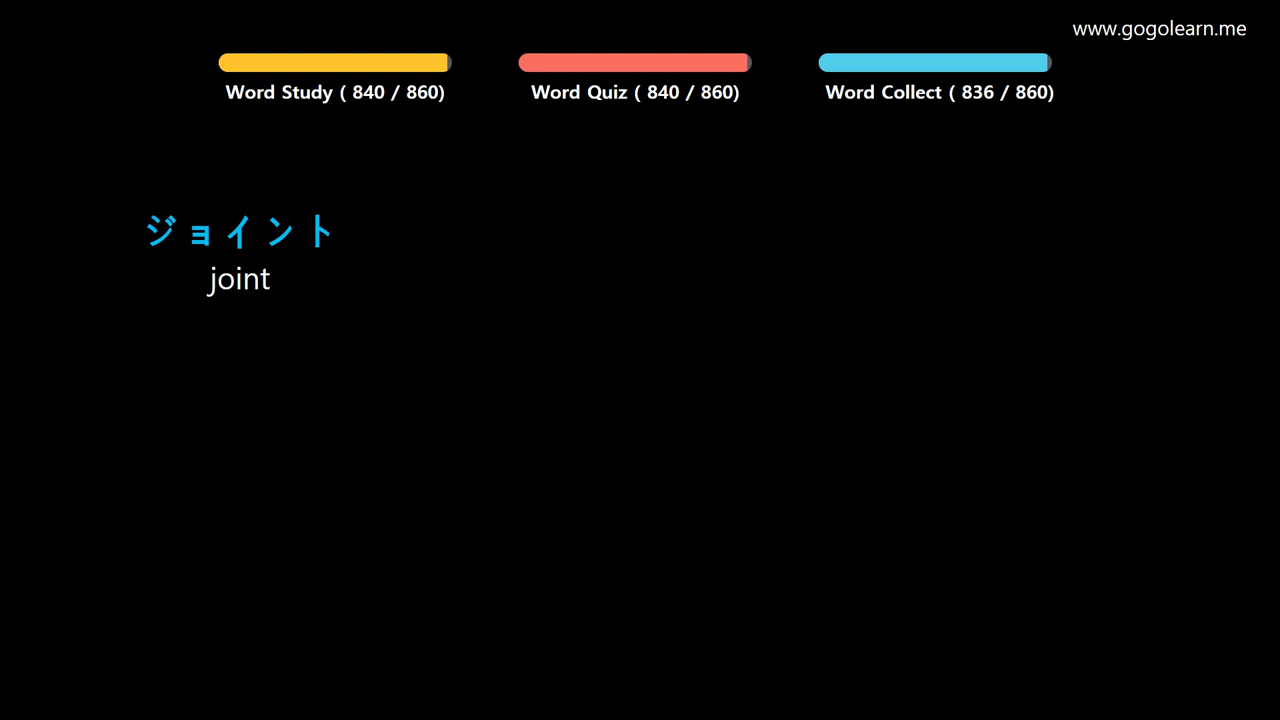 www.gogolearn.me
Word Study ( 840 / 860)
Word Quiz ( 840 / 860)
Word Collect ( 836 / 860)
ジョイント
joint